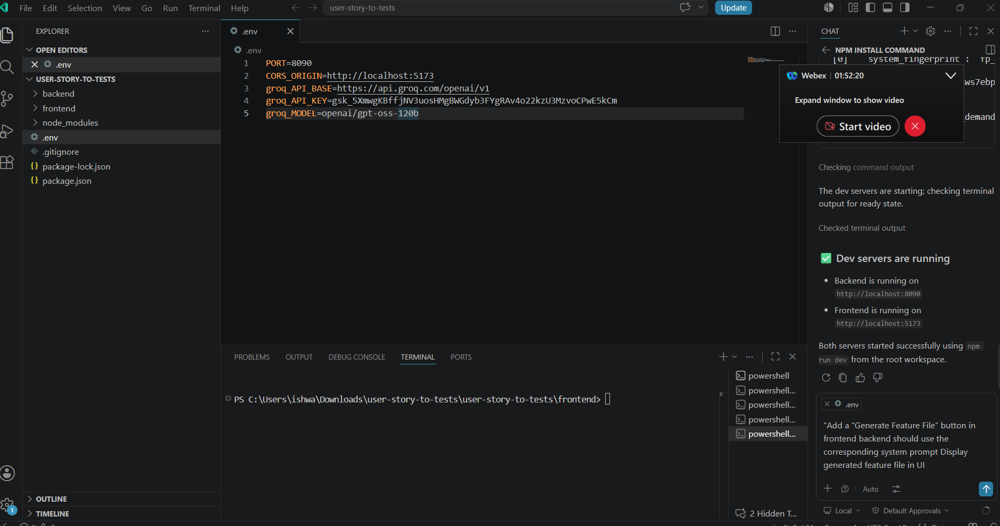 File Edit Selection View Go Run Terminal Help
user-story-to-tests
Update
EXPLORER
OPEN EDITORS
.env
USER-STORY-TO-TESTS
backend
frontend
node_modules
.env
.gitignore
package-lock.json
package.json
OUTLINE
TIMELINE
1
.env
.env
1 PORT=8090
2 CORS_ORIGIN=http://localhost:5173
3 groq_API_BASE=https://api.groq.com/openai/v1
4 groq_API_KEY=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
5 groq_MODEL=openai/gpt-oss-120b
PROBLEMS OUTPUT DEBUG CONSOLE TERMINAL PORTS
PS C:\Users\ishwa\Downloads\user-story-to-tests\user-story-to-tests\frontend>
powershell
powershell...
powershell...
powershell...
powershell...
2 Hidden T...
CHAT
NPM INSTALL COMMAND
[0] system_fingerprint : fp_
Webex | 01:52:20
ws7ebp
Expand window to show video
_demand
Start video
Checking command output
The dev servers are starting; checking terminal
output for ready state.
Checked terminal output
Dev servers are running
• Backend is running on
http://localhost:8090
• Frontend is running on
http://localhost:5173
Both servers started successfully using npm
run dev from the root workspace.
.env
“Add a “Generate Feature File” button in
frontend backend should use the
corresponding system prompt Display
generated feature file in UI
Auto
Local Default Approvals